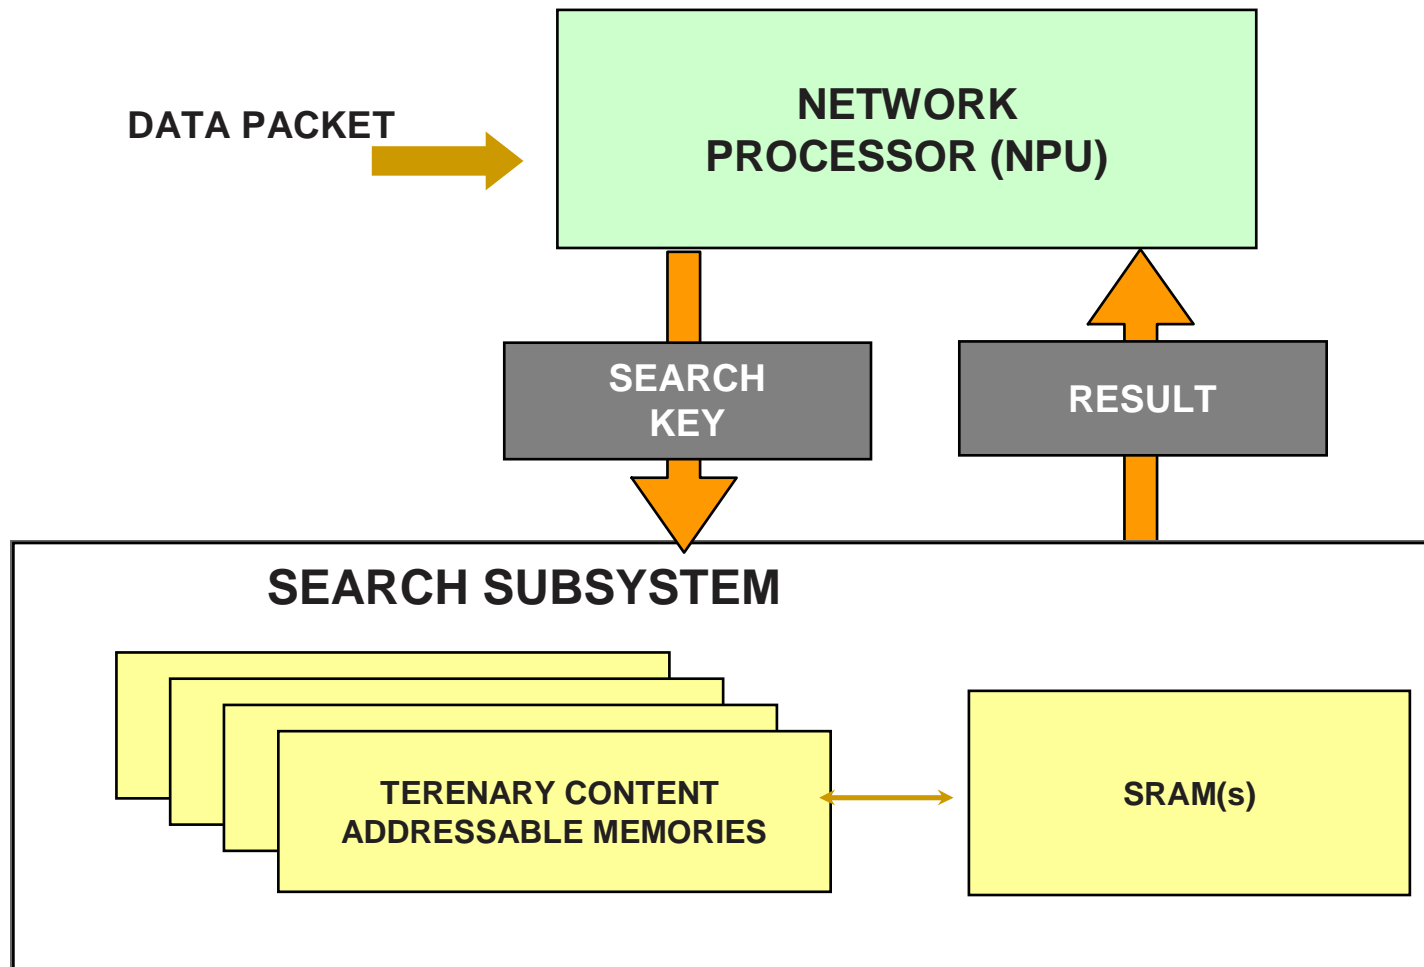 DATA PACKET
NETWORK
PROCESSOR (NPU)
SEARCH
KEY
RESULT
SEARCH SUBSYSTEM
TERENARY CONTENT
ADDRESSABLE MEMORIES
SRAM(s)